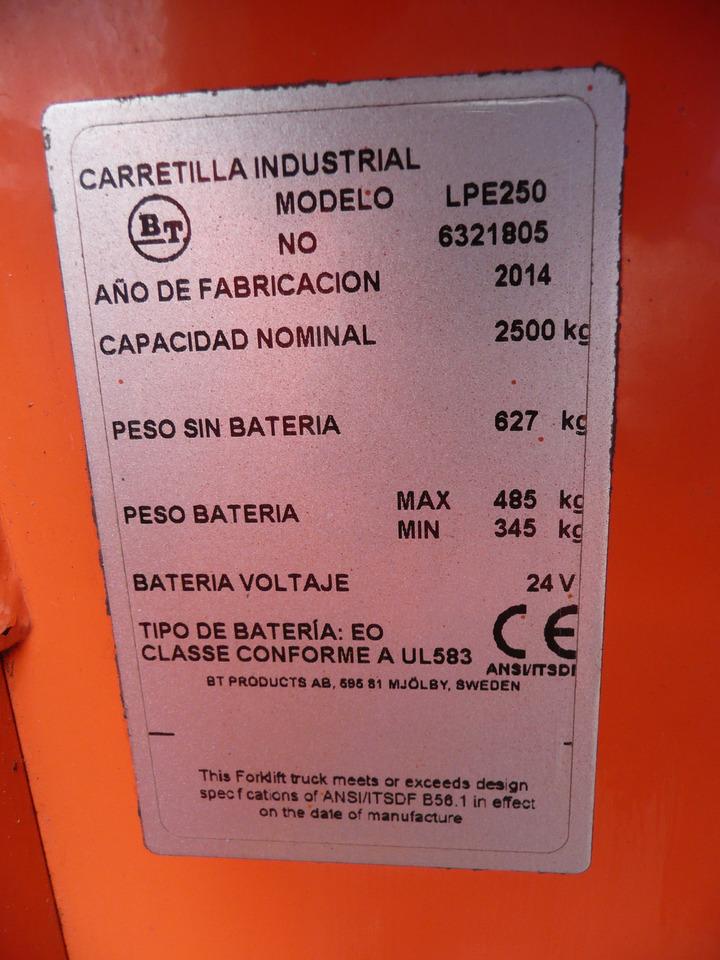 CARRETILLA INDUSTRIAL
BT
MODELO LPE250
NO 6321805
AÑO DE FABRICACION 2014
CAPACIDAD NOMINAL 2500 kg
PESO SIN BATERIA 627 kg
PESO BATERIA MAX 485 kg
MIN 345 kg
BATERIA VOLTAJE 24 V
TIPO DE BATERÍA: EO
CLASSE CONFORME A UL583
CE
ANSI/ITSDF
BT PRODUCTS AB, 595 81 MJÖLBY, SWEDEN
This Forklift truck meets or exceeds design
specfcations of ANSI/ITSDF B56.1 in effect
on the date of manufacture